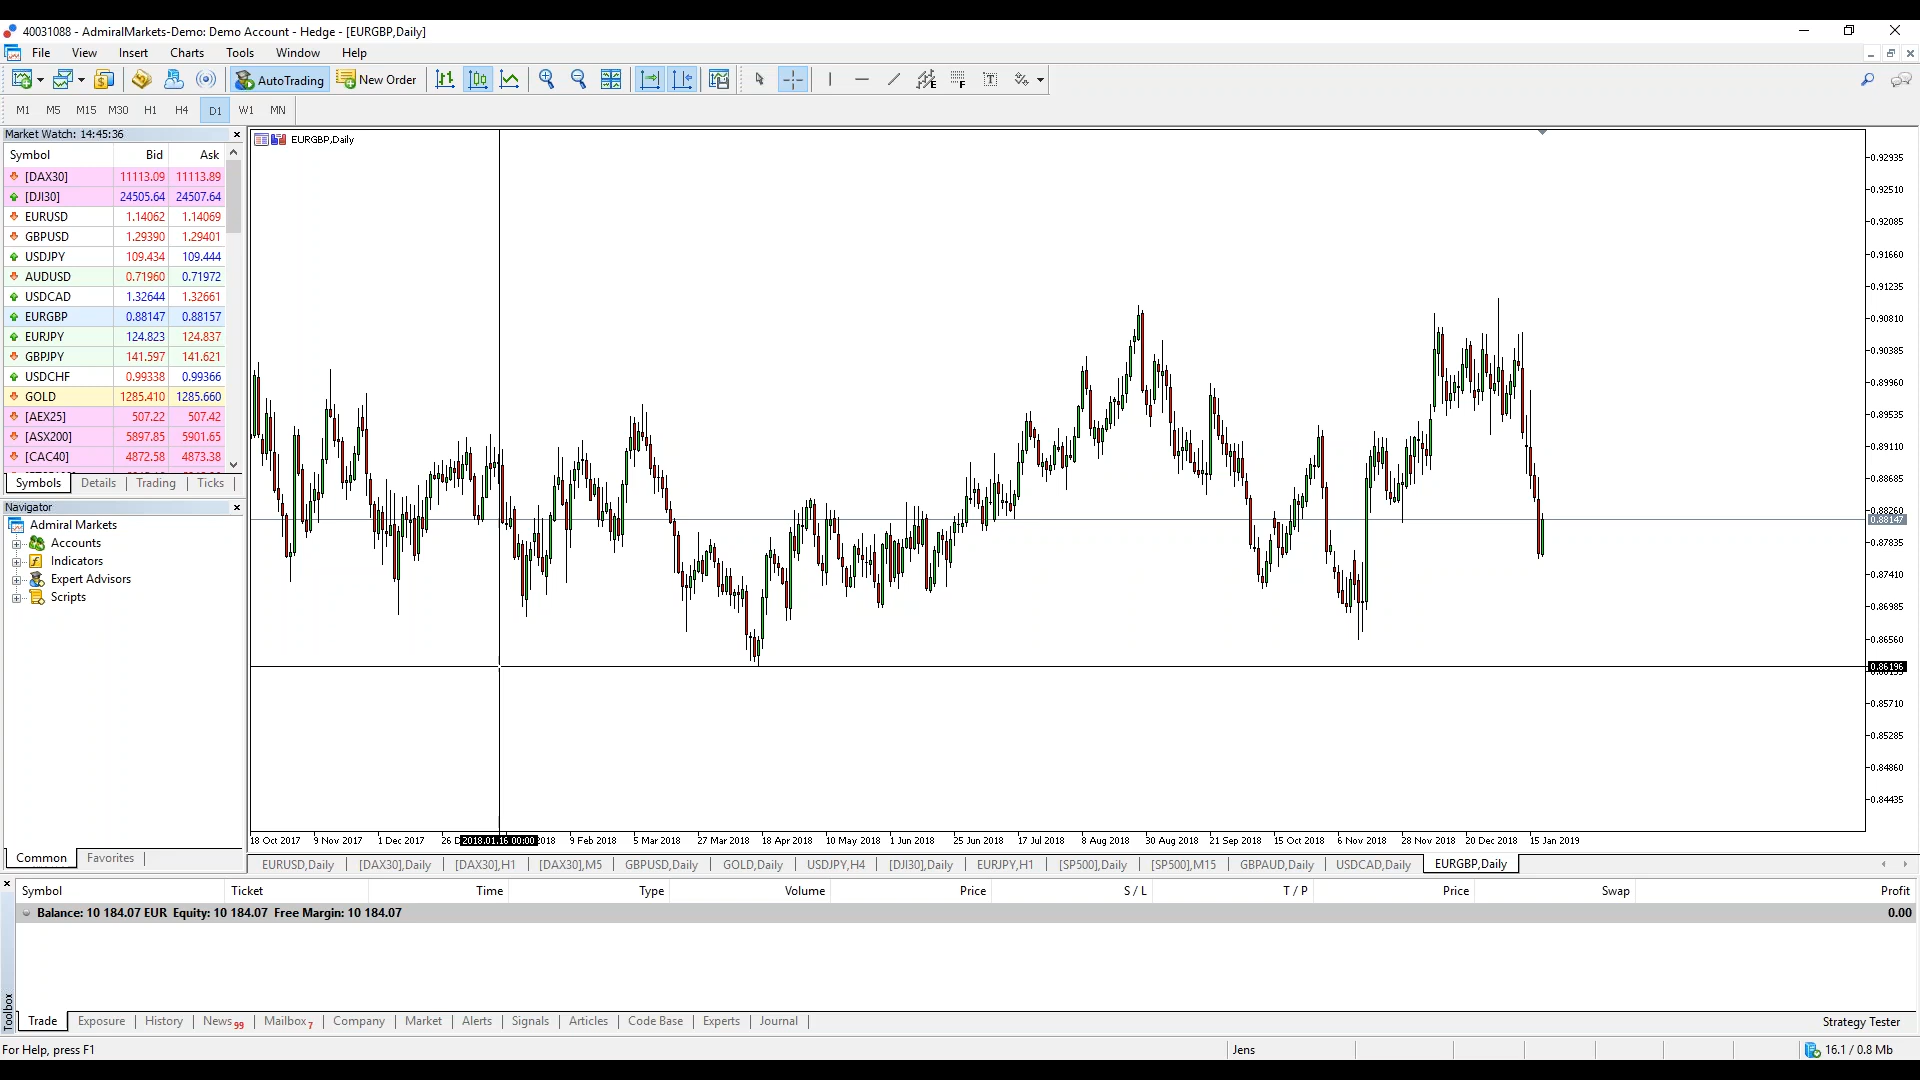 40031088 - AdmiralMarkets-Demo: Demo Account - Hedge - [EURGBP,Daily]
File View Insert Charts Tools Window Help
AutoTrading New Order
M1 M5 M15 M30 H1 H4 D1 W1 MN
Market Watch: 14:45:36
Symbol Bid Ask
[DAX30] 11113.09 11113.89
[DJI30] 24505.64 24507.64
EURUSD 1.14062 1.14069
GBPUSD 1.29390 1.29401
USDJPY 109.434 109.444
AUDUSD 0.71960 0.71972
USDCAD 1.32644 1.32661
EURGBP 0.88147 0.88157
EURJPY 124.823 124.837
GBPJPY 141.597 141.621
USDCHF 0.99338 0.99366
GOLD 1285.410 1285.660
[AEX25] 507.22 507.42
[ASX200] 5897.85 5901.65
[CAC40] 4872.58 4873.38
Symbols Details Trading Ticks
Navigator
Admiral Markets
Accounts
Indicators
Expert Advisors
Scripts
Common Favorites
EURGBP,Daily
0.92935
0.92510
0.92085
0.91660
0.91235
0.90810
0.90385
0.89960
0.89535
0.89110
0.88685
0.88260
0.88147
0.87835
0.87410
0.86985
0.86560
0.86196
0.85710
0.85285
0.84860
0.84435
18 Oct 2017 9 Nov 2017 1 Dec 2017 26 D 2018.01.16 00:00 2018 9 Feb 2018 5 Mar 2018 27 Mar 2018 18 Apr 2018 10 May 2018 1 Jun 2018 25 Jun 2018 17 Jul 2018 8 Aug 2018 30 Aug 2018 21 Sep 2018 15 Oct 2018 6 Nov 2018 28 Nov 2018 20 Dec 2018 15 Jan 2019
EURUSD,Daily [DAX30],Daily [DAX30],H1 [DAX30],M5 GBPUSD,Daily GOLD,Daily USDJPY,H4 [DJI30],Daily EURJPY,H1 [SP500],Daily [SP500],M15 GBPAUD,Daily USDCAD,Daily EURGBP,Daily
Symbol Ticket Time Type Volume Price S / L T / P Price Swap Profit
Balance: 10 184.07 EUR Equity: 10 184.07 Free Margin: 10 184.07 0.00
Toolbox
Trade Exposure History News 99 Mailbox 7 Company Market Alerts Signals Articles Code Base Experts Journal Strategy Tester
For Help, press F1 Jens 16.1 / 0.8 Mb